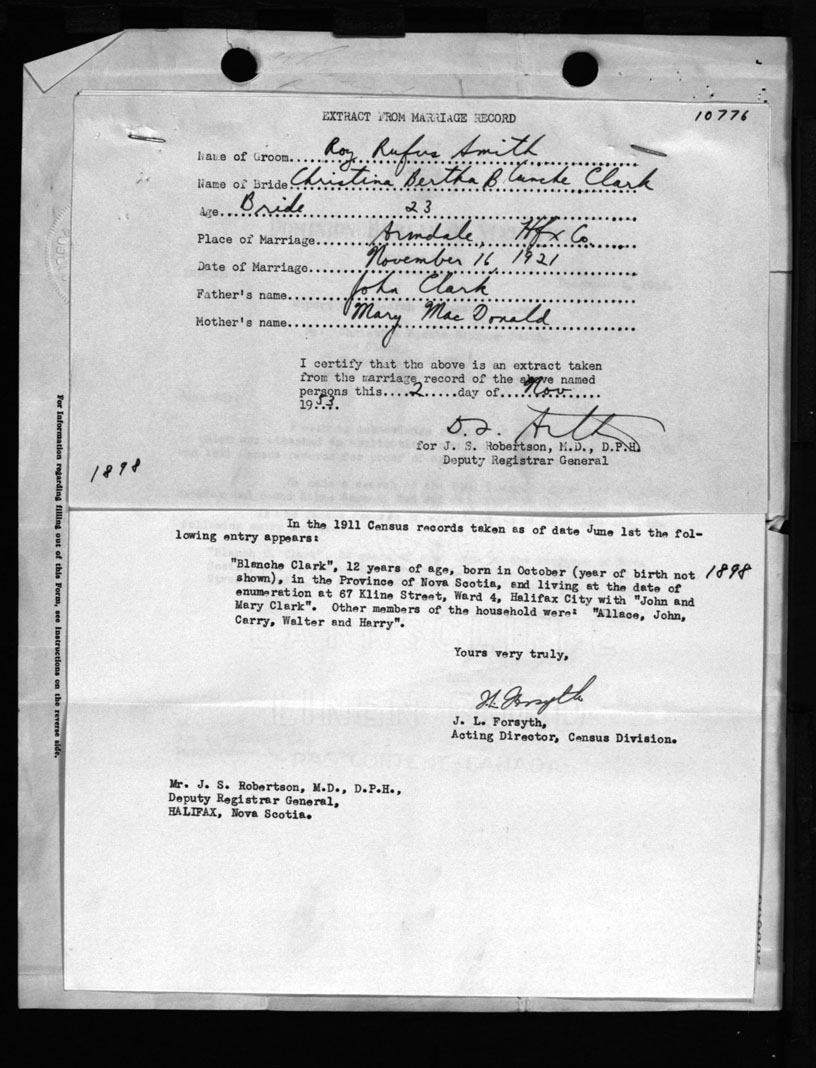 EXTRACT FROM MARRIAGE RECORD
10776
Name of Groom....Roy Rufus Smith
Name of Bride Christina Bertha Blanche Clark
Age...Bride 23
Place of Marriage........Armdale, Hfx Co.
Date of Marriage........November 16, 1921
Father's name........John Clark
Mother's name........Mary MacDonald
I certify that the above is an extract taken
from the marriage record of the above named
persons this....2.....day of....Nov.....
1953.
for J. S. Robertson, M.D., D.P.H.
Deputy Registrar General
1898
In the 1911 Census records taken as of date June 1st the fol-
lowing entry appears:
"Blanche Clark", 12 years of age, born in October (year of birth not 1898
shown), in the Province of Nova Scotia, and living at the date of
enumeration at 67 Kline Street, Ward 4, Halifax City with "John and
Mary Clark". Other members of the household were: "Allace, John,
Carry, Walter and Harry".
Yours very truly,
J. L. Forsyth,
Acting Director, Census Division.
Mr. J. S. Robertson, M.D., D.P.H.,
Deputy Registrar General,
HALIFAX, Nova Scotia.
For Information regarding filling out of this Form, see Instructions on the reverse side.